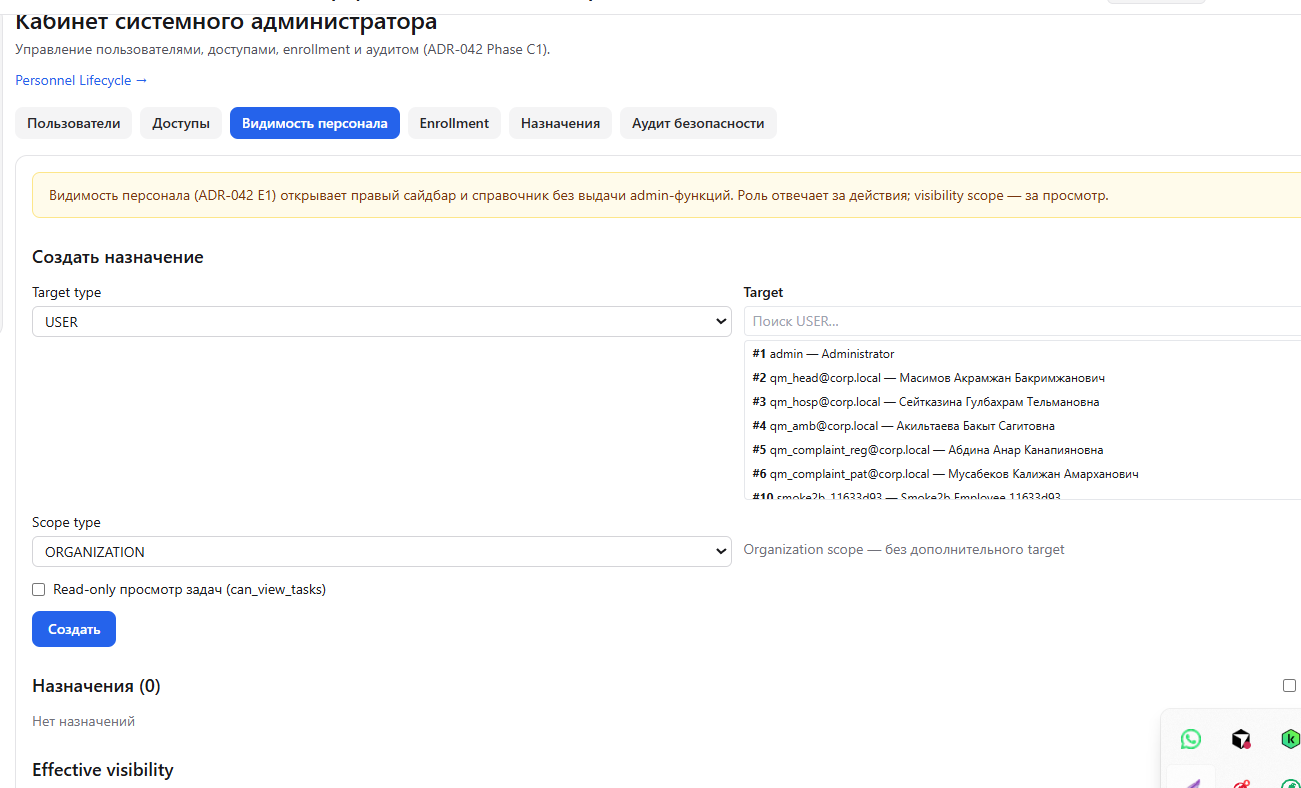 Кабинет системного администратора
Управление пользователями, доступами, enrollment и аудитом (ADR-042 Phase C1).
Personnel Lifecycle →
Пользователи
Доступы
Видимость персонала
Enrollment
Назначения
Аудит безопасности
Видимость персонала (ADR-042 E1) открывает правый сайдбар и справочник без выдачи admin-функций. Роль отвечает за действия; visibility scope — за просмотр.
Создать назначение
Target type
USER
Target
Поиск USER...
#1 admin — Administrator
#2 qm_head@corp.local — Масимов Акрамжан Бакримжанович
#3 qm_hosp@corp.local — Сейтказина Гулбахрам Тельмановна
#4 qm_amb@corp.local — Акильтаева Бакыт Сагитовна
#5 qm_complaint_reg@corp.local — Абдина Анар Канапияновна
#6 qm_complaint_pat@corp.local — Мусабеков Калижан Амарханович
#10 smoke2b_11633d93 — Smoke2b Employee 11633d93
Scope type
ORGANIZATION
Organization scope — без дополнительного target
Read-only просмотр задач (can_view_tasks)
Создать
Назначения (0)
Нет назначений
Effective visibility